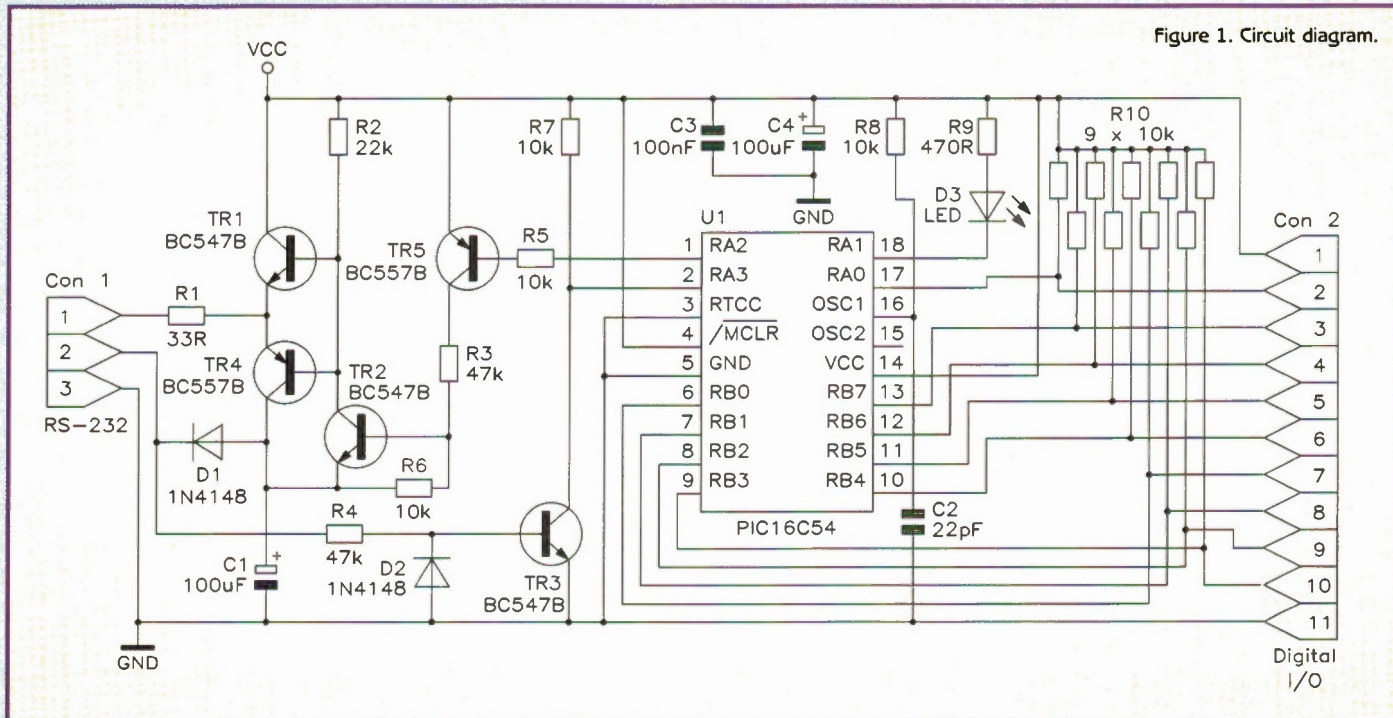 Figure 1. Circuit diagram.
VCC
R2
22k
R7
10k
C3
100nF
C4
+
100uF
GND
R8
10k
R9
470R
D3
LED
R10
9 x 10k
TR1
BC547B
TR5
BC557B
R5
10k
U1
1 RA2
2 RA3
3 RTCC
4 /MCLR
5 GND
6 RB0
7 RB1
8 RB2
9 RB3
RA1 18
RA0 17
OSC1 16
OSC2 15
VCC 14
RB7 13
RB6 12
RB5 11
RB4 10
PIC16C54
Con 1
1
2
3
RS-232
R1
33R
TR4
BC557B
TR2
BC547B
R3
47k
D1
1N4148
R6
10k
R4
47k
C1
+
100uF
D2
1N4148
TR3
BC547B
C2
22pF
GND
Con 2
1
2
3
4
5
6
7
8
9
10
11
Digital
I/O